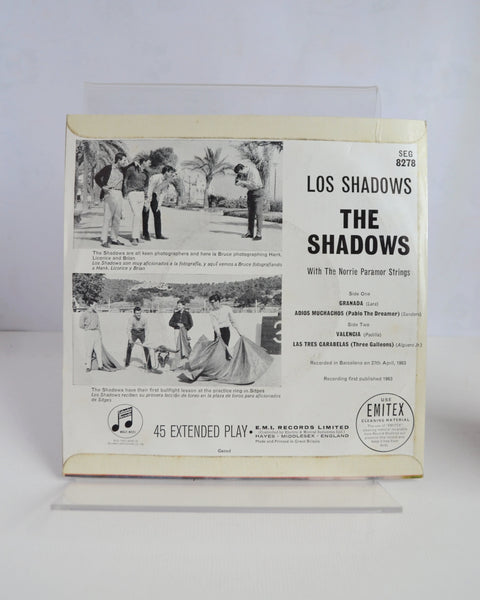 SEG
8278
LOS SHADOWS
THE
SHADOWS
With The Norrie Paramor Strings
Side One
GRANADA (Lara)
ADIOS MUCHACHOS (Pablo The Dreamer) (Sanders)
Side Two
VALENCIA (Padilla)
LAS TRES CARABELAS (Three Galleons) (Alguero Jr.)
Recorded in Barcelona on 27th April, 1963
Recording first published 1963
The Shadows are all keen photographers and here is Bruce photographing Hank,
Licorice and Brian
Los Shadows son muy aficionados a la fotografía, y aquí vemos a Bruce fotografiando
a Hank, Licorice y Brian
The Shadows have their first bullfight lesson at the practice ring in Sitges
Los Shadows reciben su primera lección de toreo en la plaza de toros para aficionados
de Sitges
45 EXTENDED PLAY •
E.M.I. RECORDS LIMITED
HAYES • MIDDLESEX • ENGLAND
Made and Printed in Great Britain
USE
EMITEX
CLEANING MATERIAL